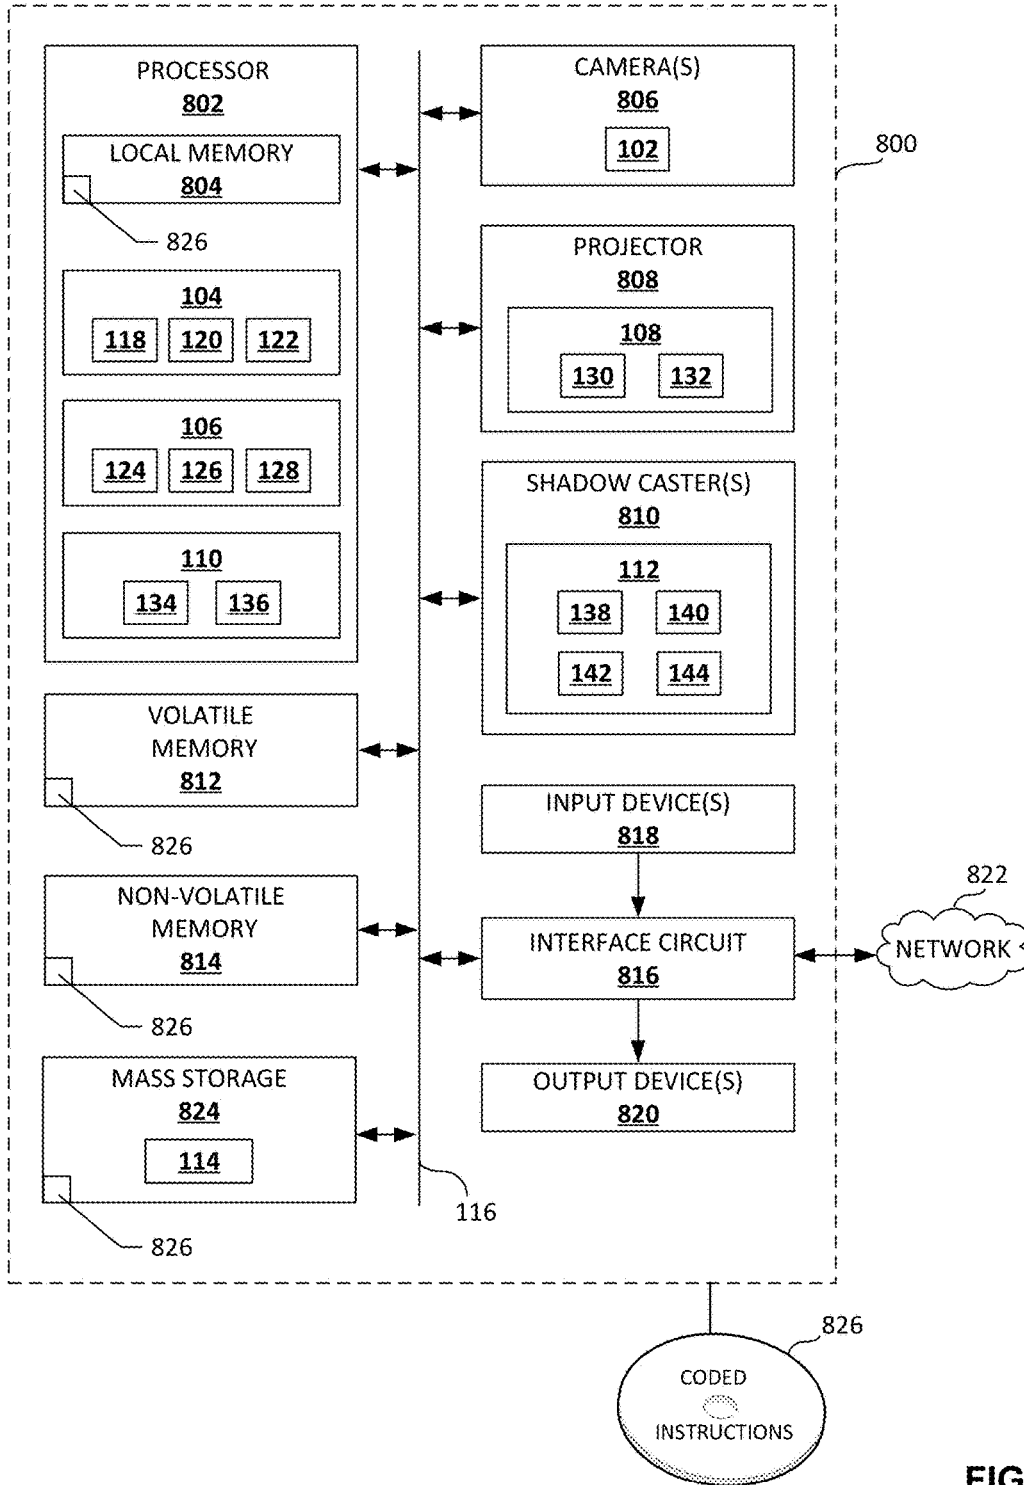 PROCESSOR
802
LOCAL MEMORY
804
826
104
118 120 122
106
124 126 128
110
134 136
VOLATILE
MEMORY
812
826
NON-VOLATILE
MEMORY
814
826
MASS STORAGE
824
114
826
116
CAMERA(S)
806
102
PROJECTOR
808
108
130 132
SHADOW CASTER(S)
810
112
138 140
142 144
INPUT DEVICE(S)
818
INTERFACE CIRCUIT
816
OUTPUT DEVICE(S)
820
800
822
NETWORK
826
CODED
INSTRUCTIONS
FIG